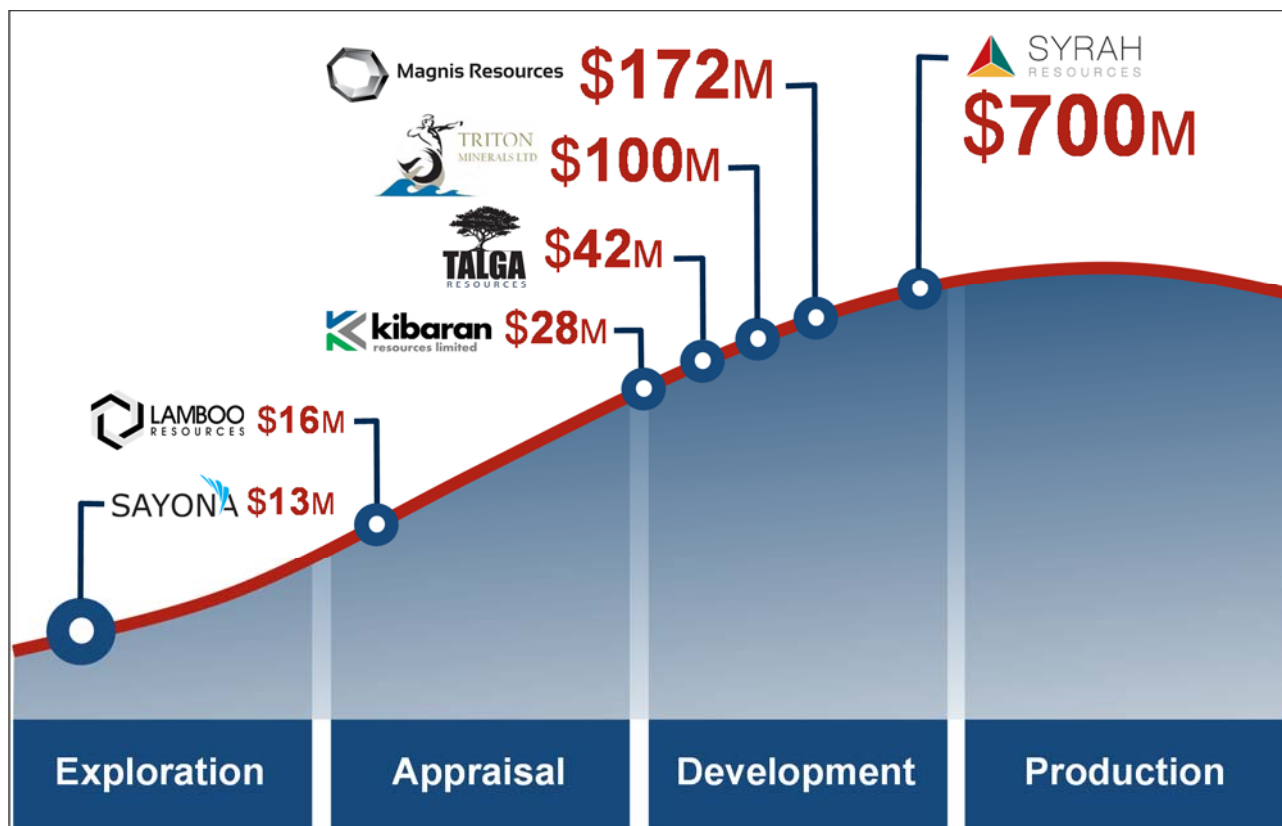 Magnis Resources $172M
SYRAH
RESOURCES
$700M
TRITON
MINERALS LTD
$100M
TALGA
RESOURCES
$42M
kibaran
resources limited
$28M
LAMBOO
RESOURCES
$16M
SAYONA $13M
Exploration Appraisal Development Production